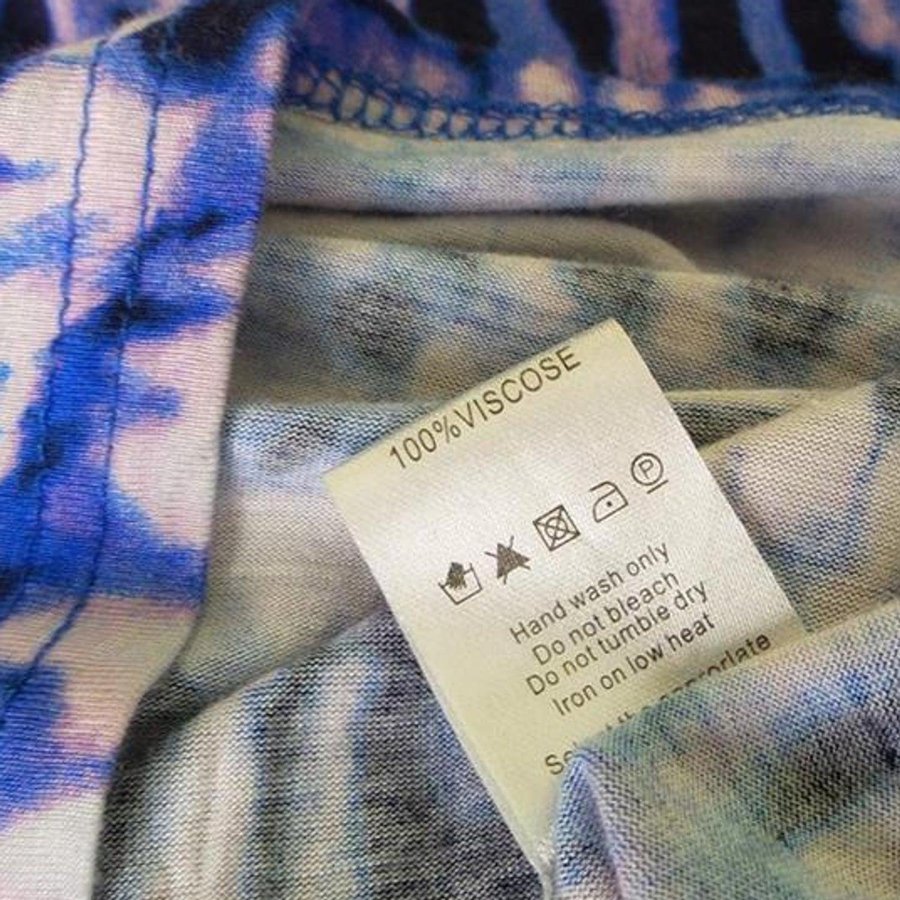 100%VISCOSE
P
Hand wash only
Do not bleach
Do not tumble dry
Iron on low heat